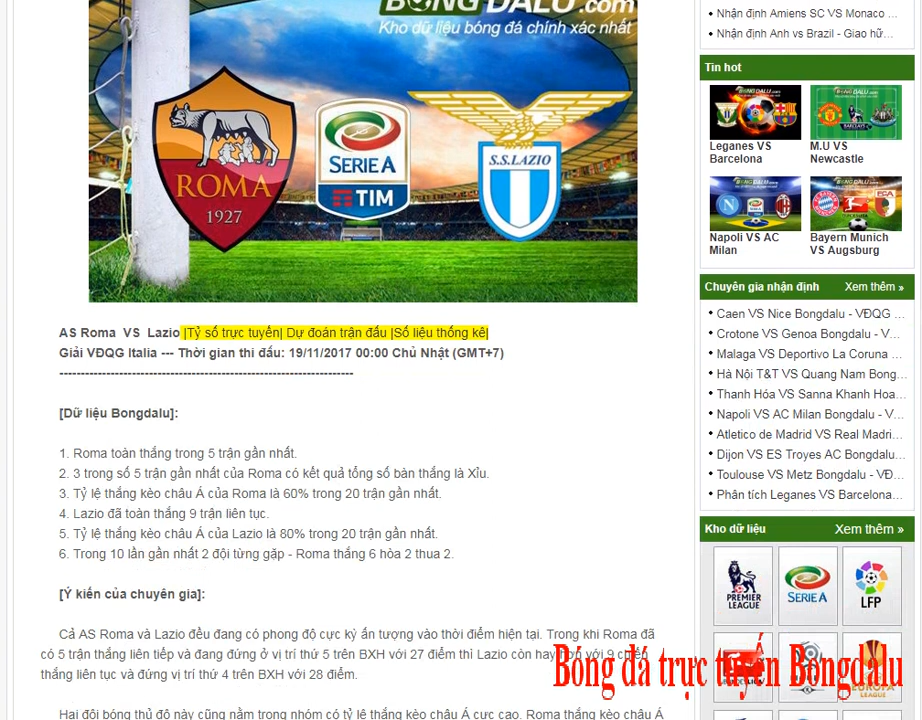 BONGDALU.com
Kho dữ liệu bóng đá chính xác nhất
ROMA
1927
SERIE A
TIM
S.S.LAZIO
AS Roma VS Lazio |Tỷ số trực tuyến| Dự đoán trận đấu |Số liệu thống kê|
Giải VĐQG Italia --- Thời gian thi đấu: 19/11/2017 00:00 Chủ Nhật (GMT+7)
----------------------------------------------------------------------
[Dữ liệu Bongdalu]:
1. Roma toàn thắng trong 5 trận gần nhất.
2. 3 trong số 5 trận gần nhất của Roma có kết quả tổng số bàn thắng là Xỉu.
3. Tỷ lệ thắng kèo châu Á của Roma là 60% trong 20 trận gần nhất.
4. Lazio đã toàn thắng 9 trận liên tục.
5. Tỷ lệ thắng kèo châu Á của Lazio là 80% trong 20 trận gần nhất.
6. Trong 10 lần gần nhất 2 đội từng gặp - Roma thắng 6 hòa 2 thua 2.
[Ý kiến của chuyên gia]:
Cả AS Roma và Lazio đều đang có phong độ cực kỳ ấn tượng vào thời điểm hiện tại. Trong khi Roma đã
có 5 trận thắng liên tiếp và đang đứng ở vị trí thứ 5 trên BXH với 27 điểm thì Lazio còn hay hơn với 9 chiến
thắng liên tục và đứng vị trí thứ 4 trên BXH với 28 điểm.
Hai đội bóng thủ đô này cũng nằm trong nhóm có tỷ lệ thắng kèo châu Á cực cao. Roma thắng kèo châu Á
Nhận định Amiens SC VS Monaco ...
Nhận định Anh vs Brazil - Giao hữ...
Tin hot
Leganes VS
Barcelona
M.U VS
Newcastle
Napoli VS AC
Milan
Bayern Munich
VS Augsburg
Chuyên gia nhận định Xem thêm »
Caen VS Nice Bongdalu - VĐQG ...
Crotone VS Genoa Bongdalu - V...
Malaga VS Deportivo La Coruna ...
Hà Nội T&T VS Quang Nam Bong...
Thanh Hóa VS Sanna Khanh Hoa...
Napoli VS AC Milan Bongdalu - V...
Atletico de Madrid VS Real Madri...
Dijon VS ES Troyes AC Bongdalu...
Toulouse VS Metz Bongdalu - VĐ...
Phân tích Leganes VS Barcelona...
Kho dữ liệu Xem thêm »
PREMIER
LEAGUE
SERIE A
LFP
Bóng đá trực tuyến Bongdalu